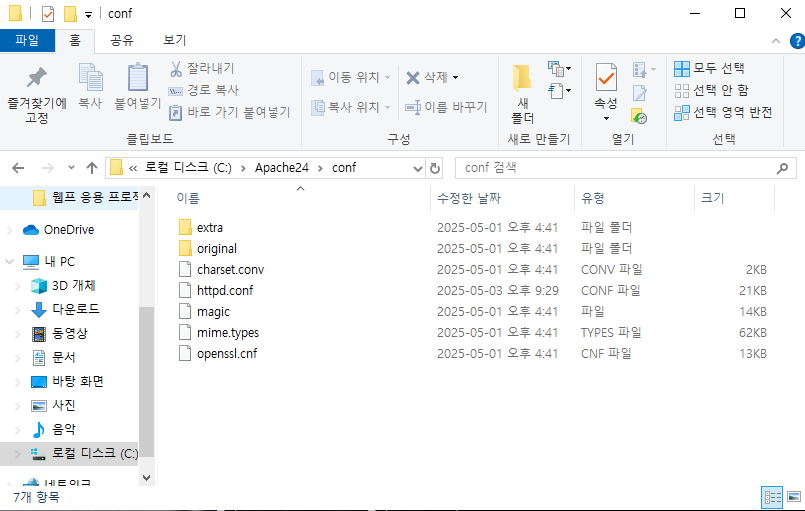 conf
파일 홈 공유 보기
즐겨찾기에 고정
복사
붙여넣기
잘라내기
경로 복사
바로 가기 붙여넣기
클립보드
이동 위치
복사 위치
삭제
이름 바꾸기
구성
새 폴더
새로 만들기
속성
열기
모두 선택
선택 안 함
선택 영역 반전
선택
« 로컬 디스크 (C:) > Apache24 > conf
conf 검색
웹프 응용 프로젝
OneDrive
내 PC
3D 개체
다운로드
동영상
문서
바탕 화면
사진
음악
로컬 디스크 (C:)
네트워크
이름 수정한 날짜 유형 크기
extra 2025-05-01 오후 4:41 파일 폴더
original 2025-05-01 오후 4:41 파일 폴더
charset.conv 2025-05-01 오후 4:41 CONV 파일 2KB
httpd.conf 2025-05-03 오후 9:29 CONF 파일 21KB
magic 2025-05-01 오후 4:41 파일 14KB
mime.types 2025-05-01 오후 4:41 TYPES 파일 62KB
openssl.cnf 2025-05-01 오후 4:41 CNF 파일 13KB
7개 항목